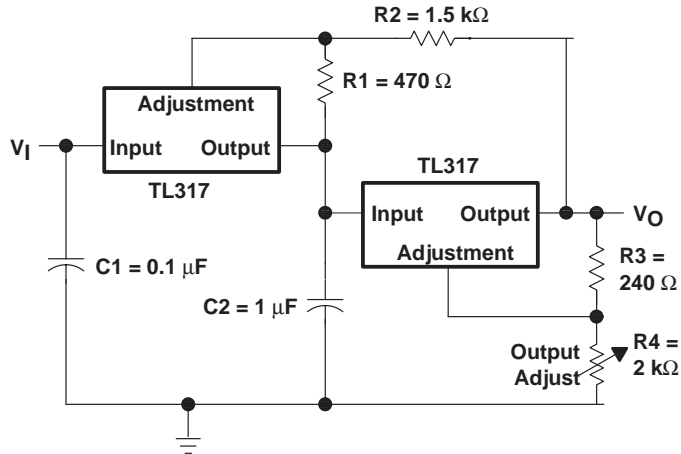 R2 = 1.5 kΩ
R1 = 470 Ω
Adjustment
VI
Input
Output
TL317
TL317
Input
Output
VO
Adjustment
R3 =
240 Ω
C1 = 0.1 μF
C2 = 1 μF
Output
Adjust
R4 =
2 kΩ